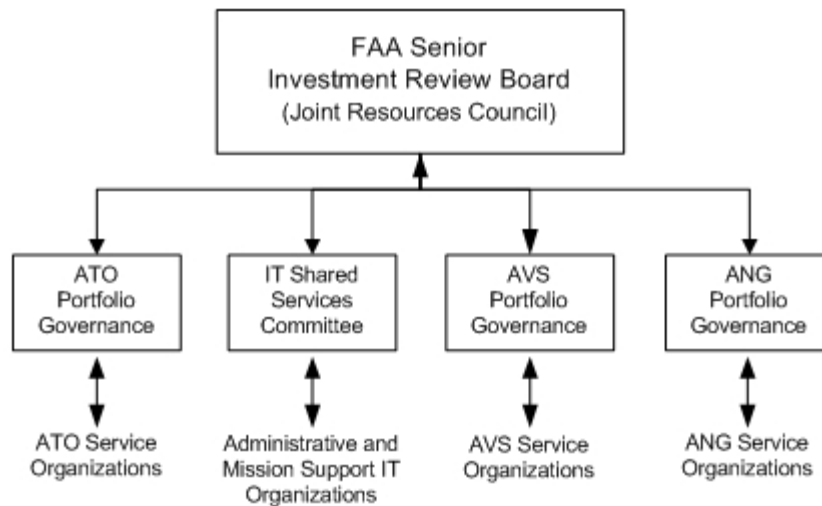 FAA Senior
Investment Review Board
(Joint Resources Council)
ATO
Portfolio
Governance
IT Shared
Services
Committee
AVS
Portfolio
Governance
ANG
Portfolio
Governance
ATO Service
Organizations
Administrative and
Mission Support IT
Organizations
AVS Service
Organizations
ANG Service
Organizations